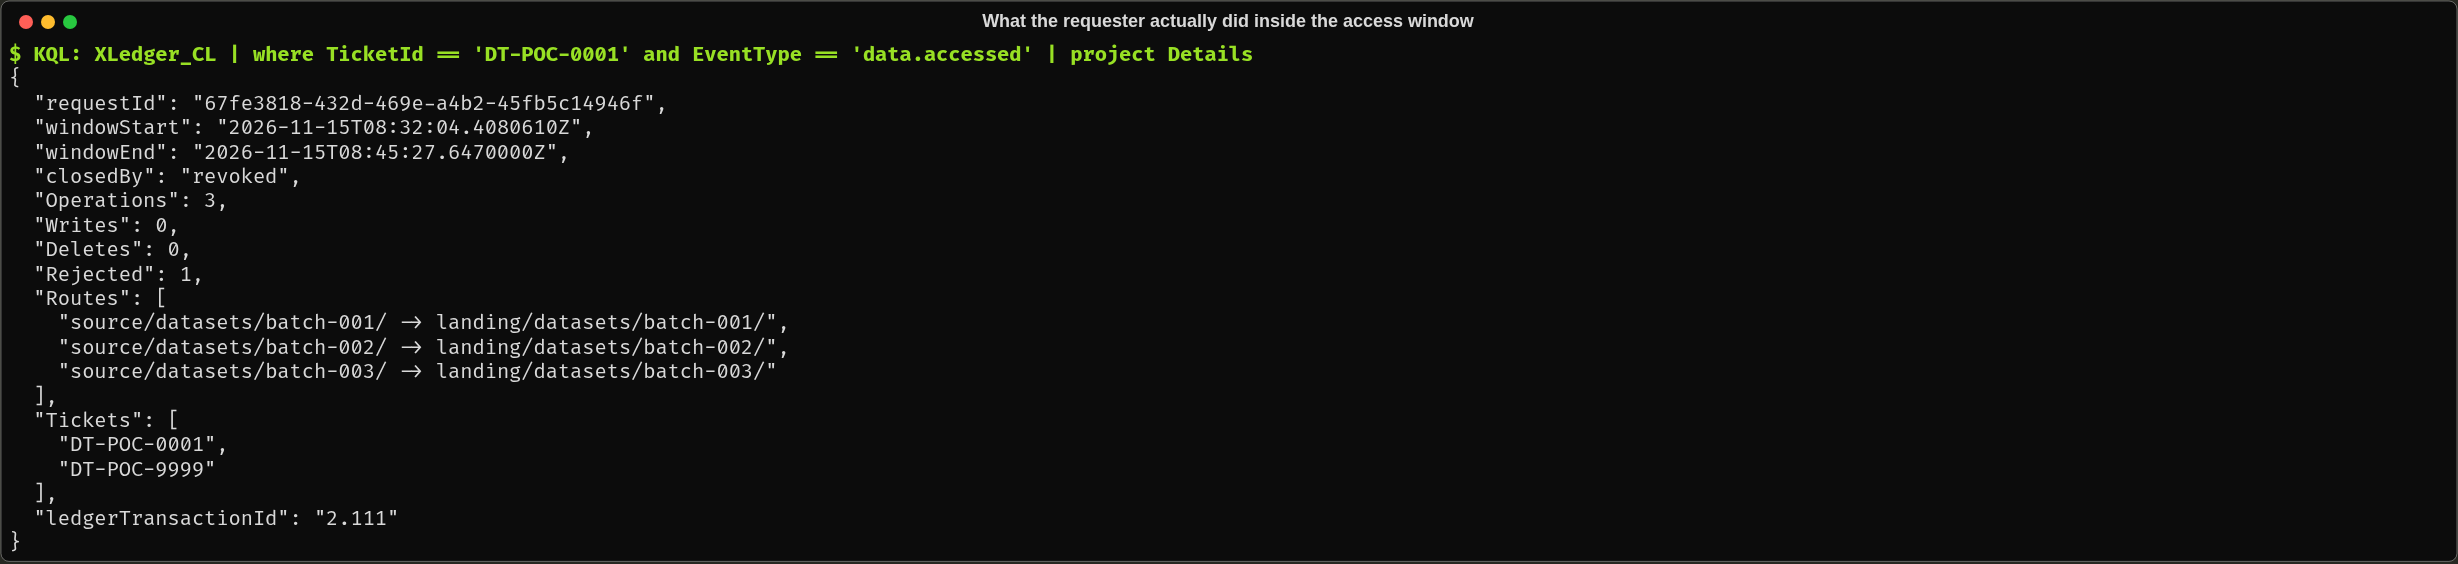 What the requester actually did inside the access window
$ KQL: XLedger_CL | where TicketId == 'DT-POC-0001' and EventType == 'data.accessed' | project Details
{
  "requestId": "67fe3818-432d-469e-a4b2-45fb5c14946f",
  "windowStart": "2026-11-15T08:32:04.4080610Z",
  "windowEnd": "2026-11-15T08:45:27.6470000Z",
  "closedBy": "revoked",
  "Operations": 3,
  "Writes": 0,
  "Deletes": 0,
  "Rejected": 1,
  "Routes": [
    "source/datasets/batch-001/ -> landing/datasets/batch-001/",
    "source/datasets/batch-002/ -> landing/datasets/batch-002/",
    "source/datasets/batch-003/ -> landing/datasets/batch-003/"
  ],
  "Tickets": [
    "DT-POC-0001",
    "DT-POC-9999"
  ],
  "ledgerTransactionId": "2.111"
}